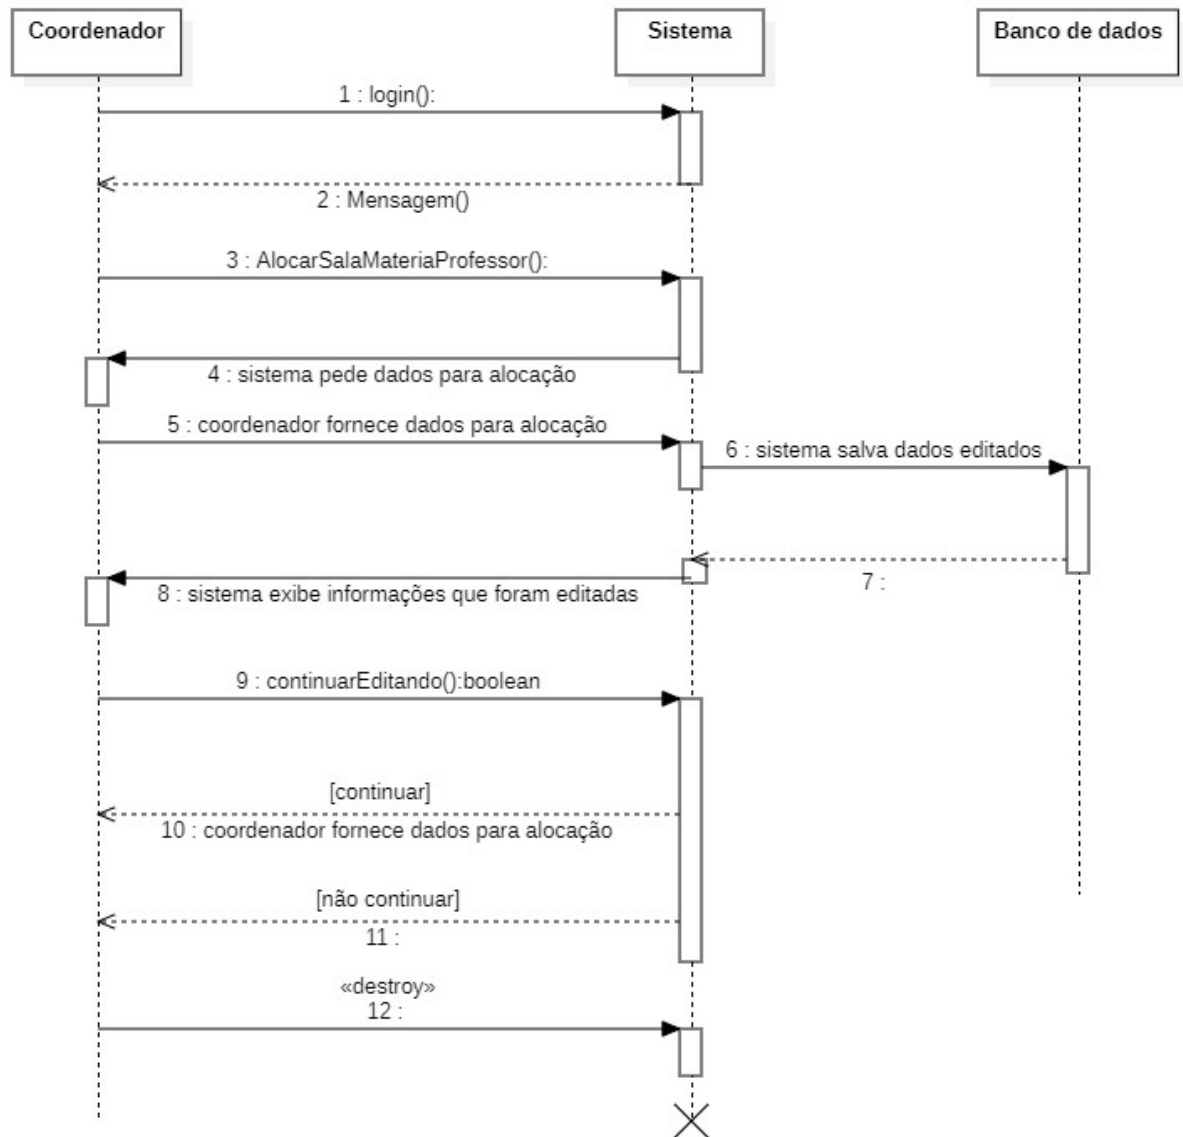 Coordenador
Sistema
Banco de dados
1 : login():
2 : Mensagem()
3 : AlocarSalaMateriaProfessor():
4 : sistema pede dados para alocação
5 : coordenador fornece dados para alocação
6 : sistema salva dados editados
7 :
8 : sistema exibe informações que foram editadas
9 : continuarEditando():boolean
[continuar]
10 : coordenador fornece dados para alocação
[não continuar]
11 :
«destroy»
12 :